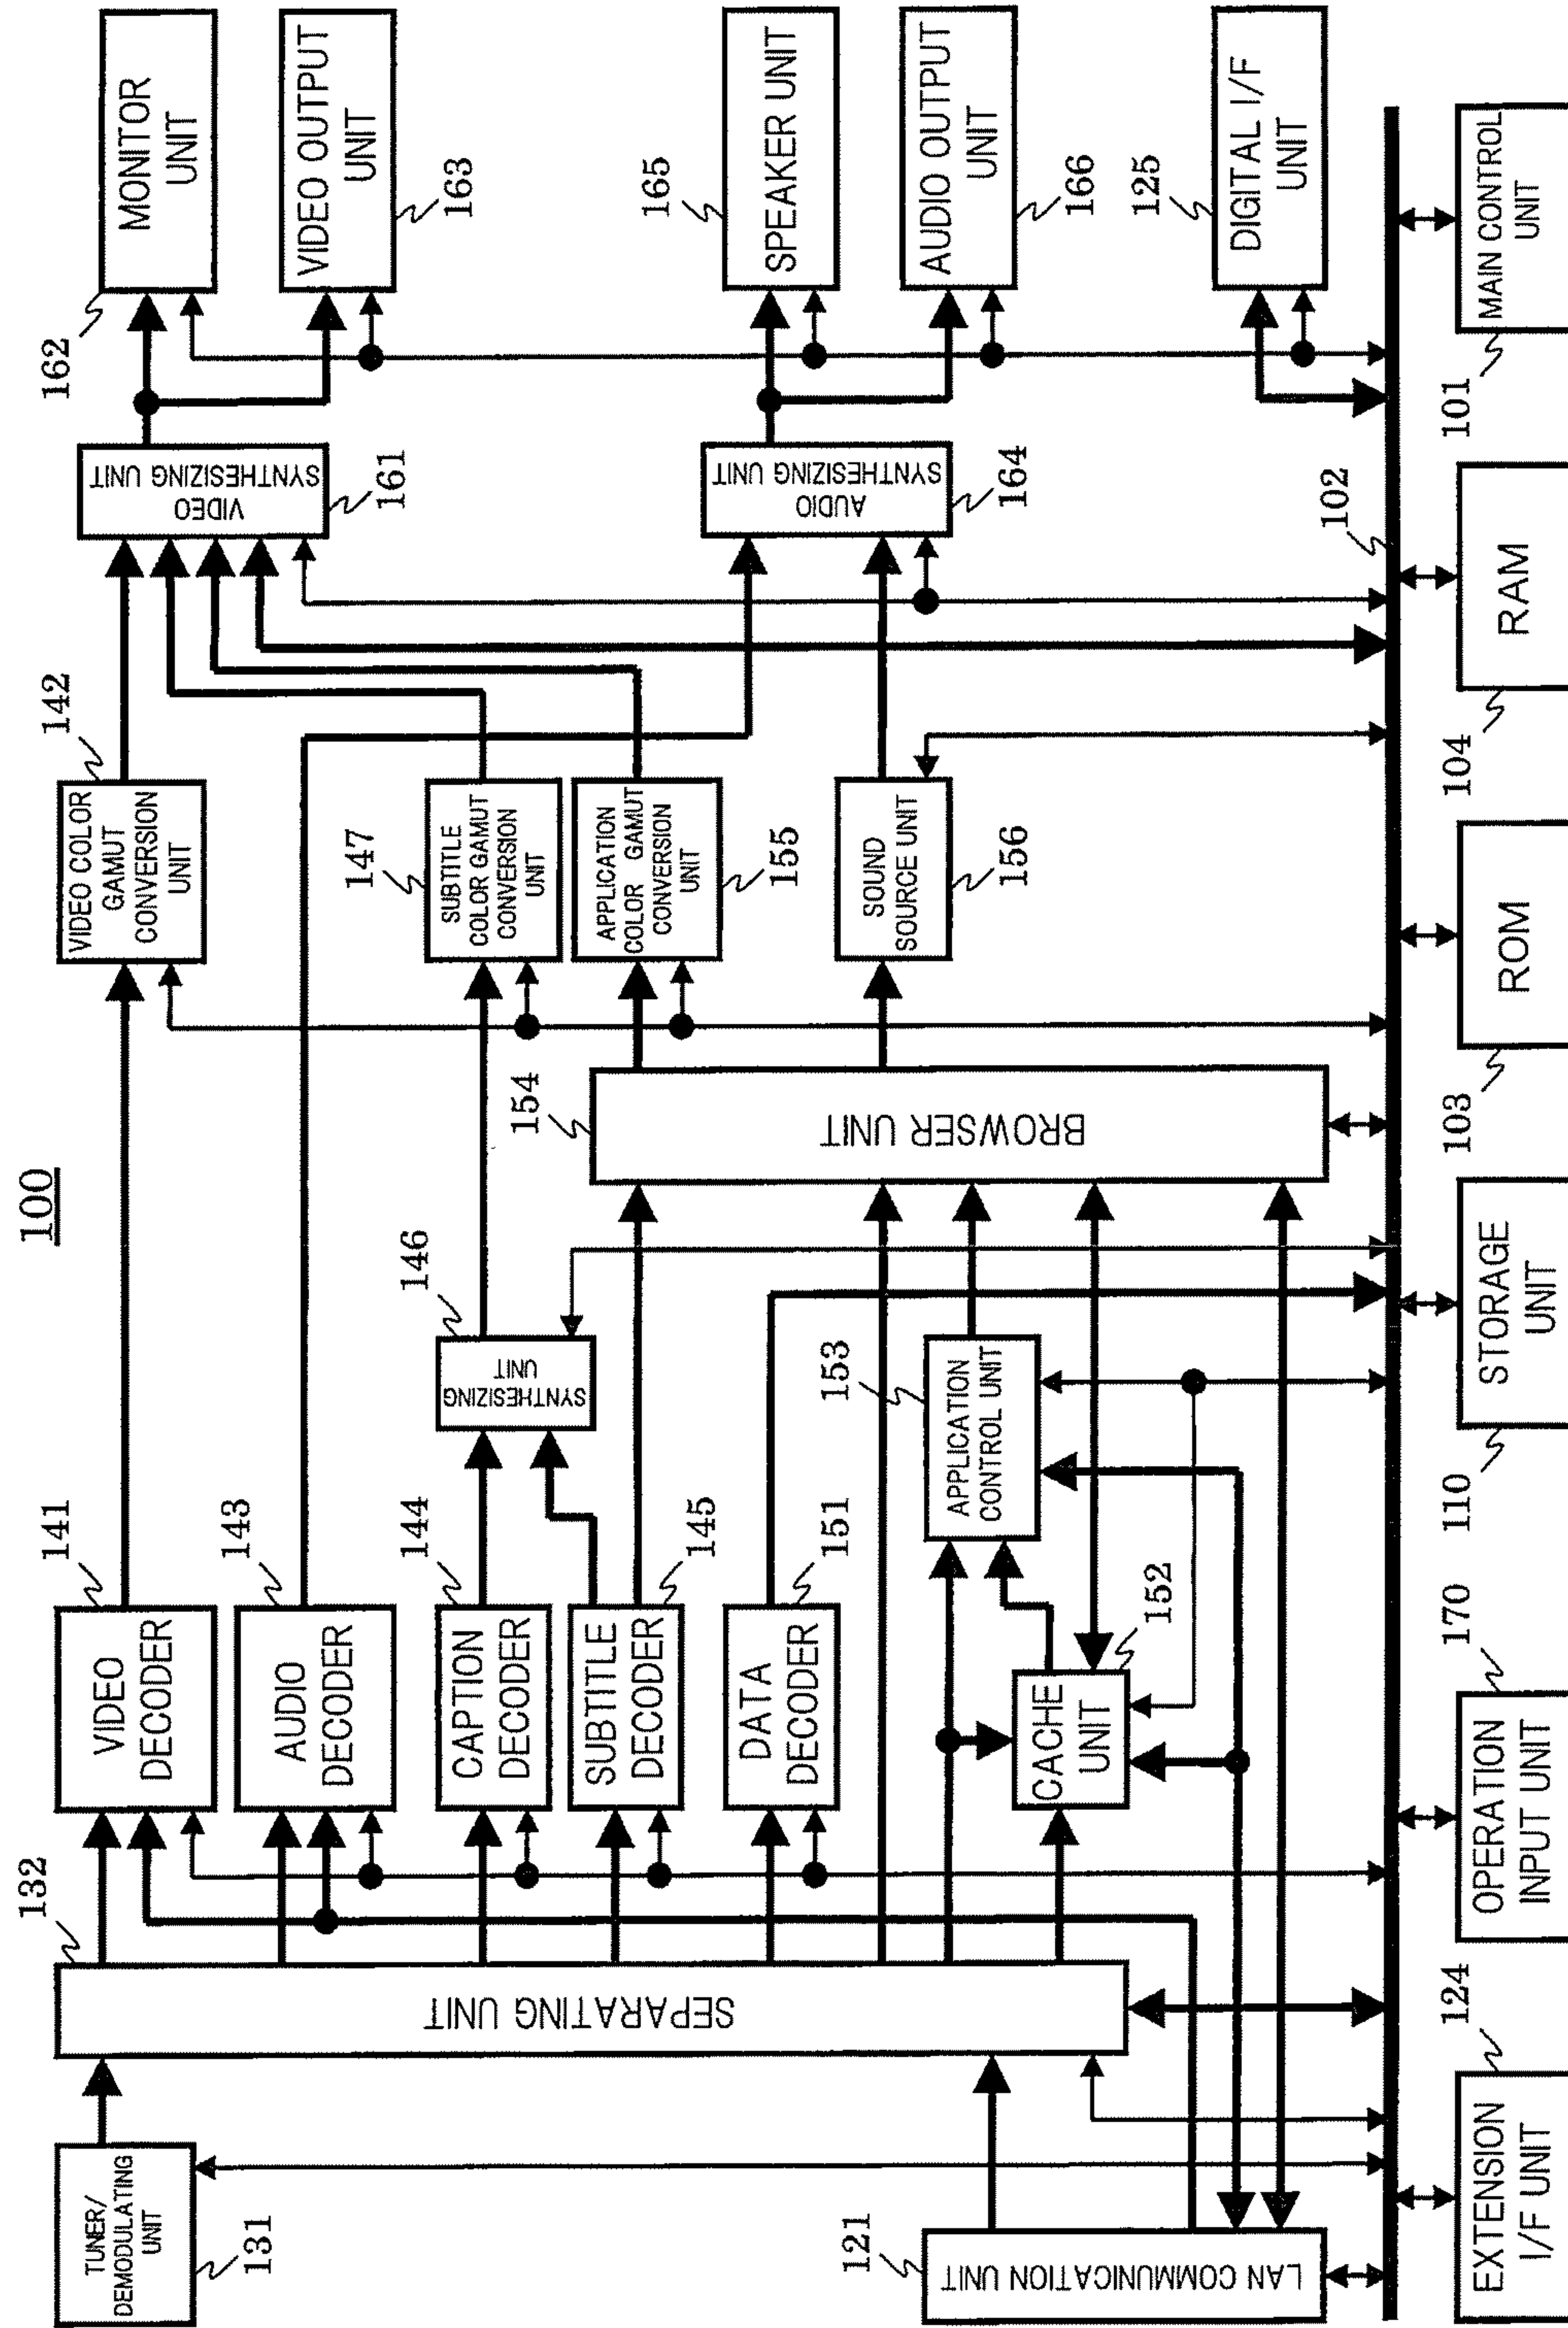 100
TUNER/
DEMODULATING
UNIT
131
LAN COMMUNICATION UNIT
121
SEPARATING UNIT
132
VIDEO
DECODER
141
AUDIO
DECODER
143
CAPTION
DECODER
144
SUBTITLE
DECODER
145
DATA
DECODER
151
CACHE
UNIT
152
APPLICATION
CONTROL UNIT
153
SYNTHESIZING
UNIT
146
BROWSER UNIT
154
VIDEO COLOR
GAMUT
CONVERSION
UNIT
142
SUBTITLE
COLOR GAMUT
CONVERSION
UNIT
147
APPLICATION
COLOR GAMUT
CONVERSION
UNIT
155
SOUND
SOURCE UNIT
156
VIDEO
SYNTHESIZING UNIT
161
AUDIO
SYNTHESIZING UNIT
164
MONITOR
UNIT
162
VIDEO OUTPUT
UNIT
163
SPEAKER UNIT
165
AUDIO OUTPUT
UNIT
166
DIGITAL I/F
UNIT
125
102
EXTENSION
I/F UNIT
124
OPERATION
INPUT UNIT
170
STORAGE
UNIT
110
ROM
103
RAM
104
MAIN CONTROL
UNIT
101